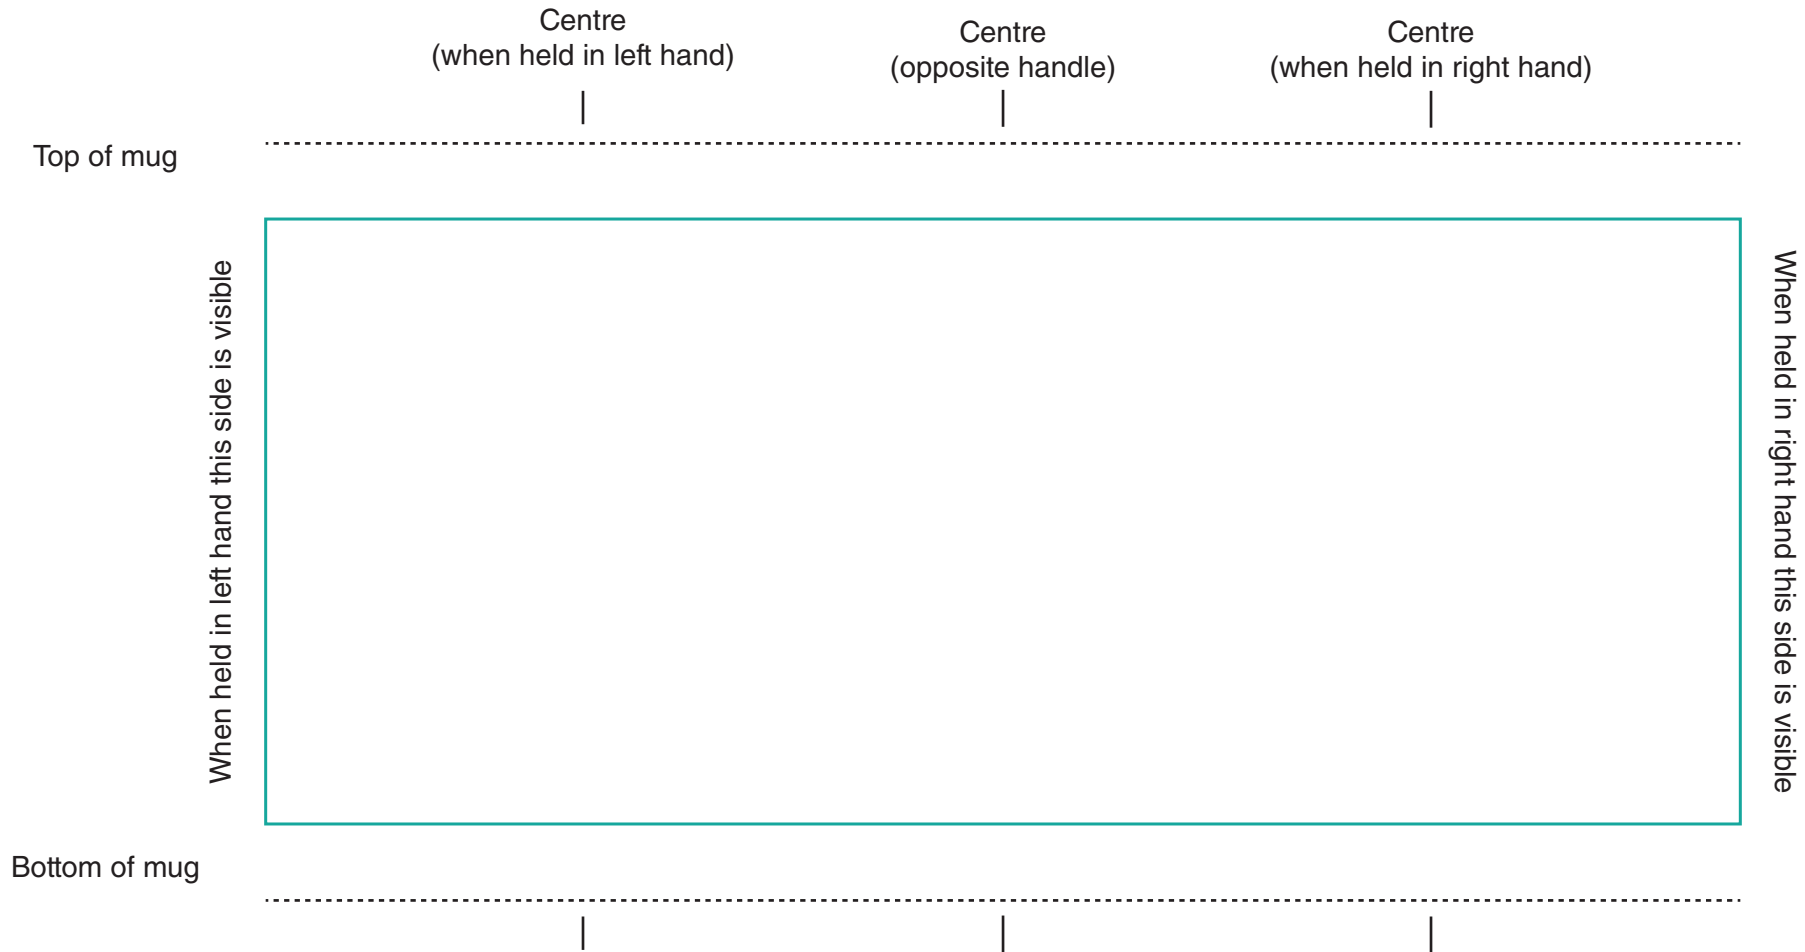 Centre
(when held in left hand)
Centre
(opposite handle)
Centre
(when held in right hand)
Top of mug
When held in left hand this side is visible
When held in right hand this side is visible
Bottom of mug